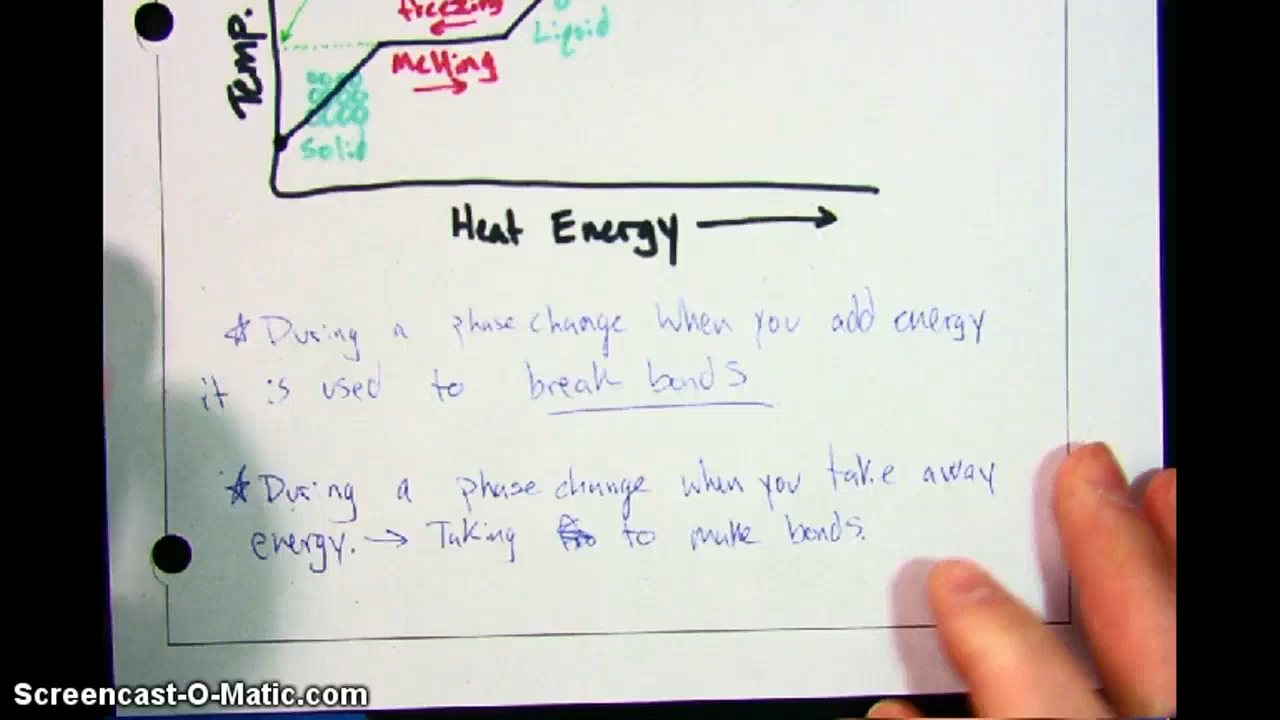 freezing
Temp.
Liquid
Melting
Solid
Heat Energy
* During a phase change when you add energy
it is used to break bonds
* During a phase change when you take away
energy. → Taking to make bonds.
Screencast-O-Matic.com